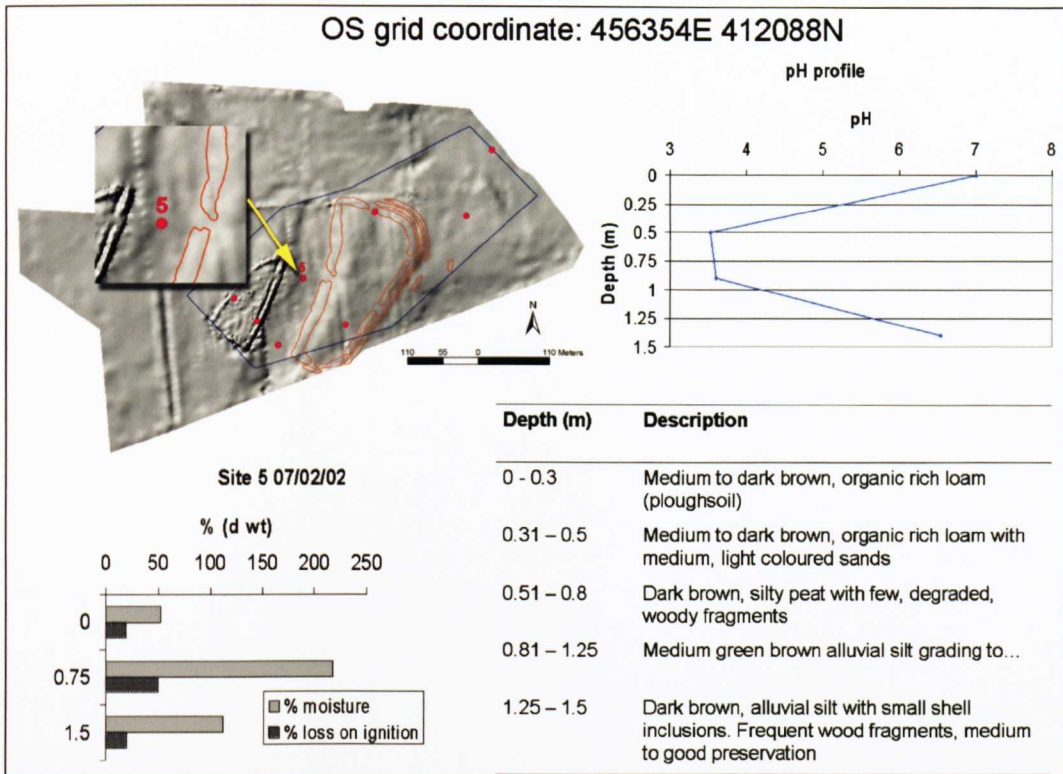 OS grid coordinate: 456354E 412088N
5
5
N
110 55 0 110 Meters
pH profile
pH
3 4 5 6 7 8
Depth (m)
0
0.25
0.5
0.75
1
1.25
1.5
Site 5 07/02/02
% (d wt)
0 50 100 150 200 250
0
0.75
1.5
% moisture
% loss on ignition
Depth (m) Description
0 - 0.3 Medium to dark brown, organic rich loam
(ploughsoil)
0.31 – 0.5 Medium to dark brown, organic rich loam with
medium, light coloured sands
0.51 – 0.8 Dark brown, silty peat with few, degraded,
woody fragments
0.81 – 1.25 Medium green brown alluvial silt grading to...
1.25 – 1.5 Dark brown, alluvial silt with small shell
inclusions. Frequent wood fragments, medium
to good preservation